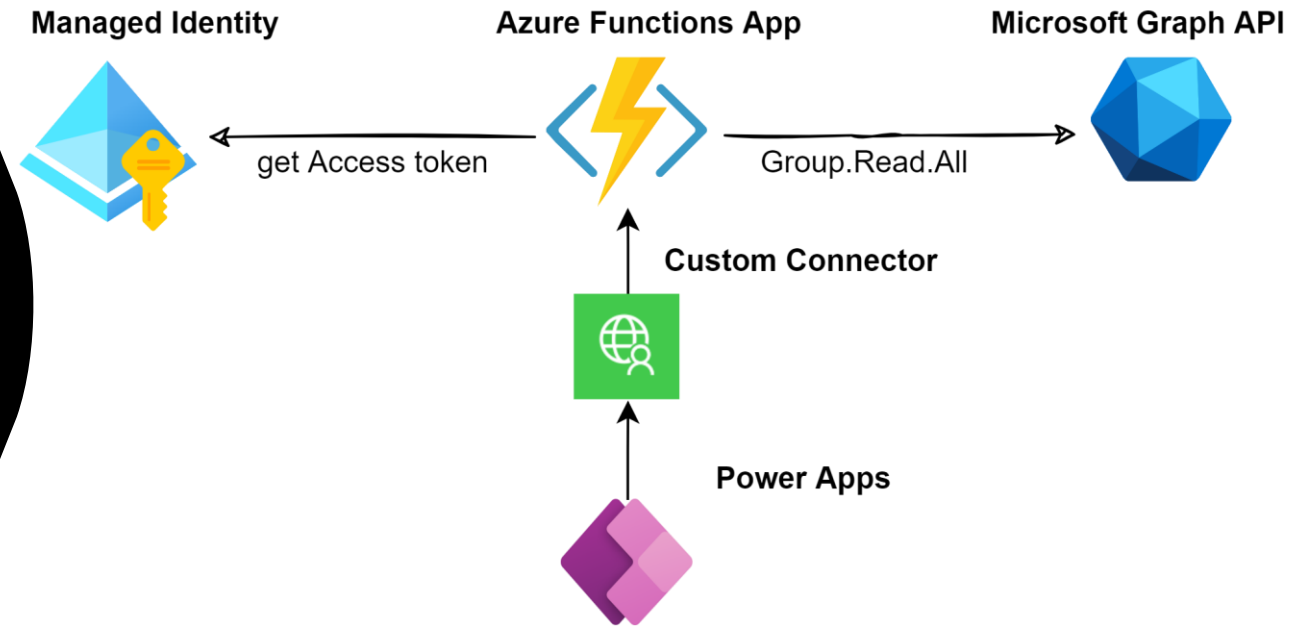 Managed Identity
Azure Functions App
Microsoft Graph API
get Access token
Group.Read.All
Custom Connector
Power Apps